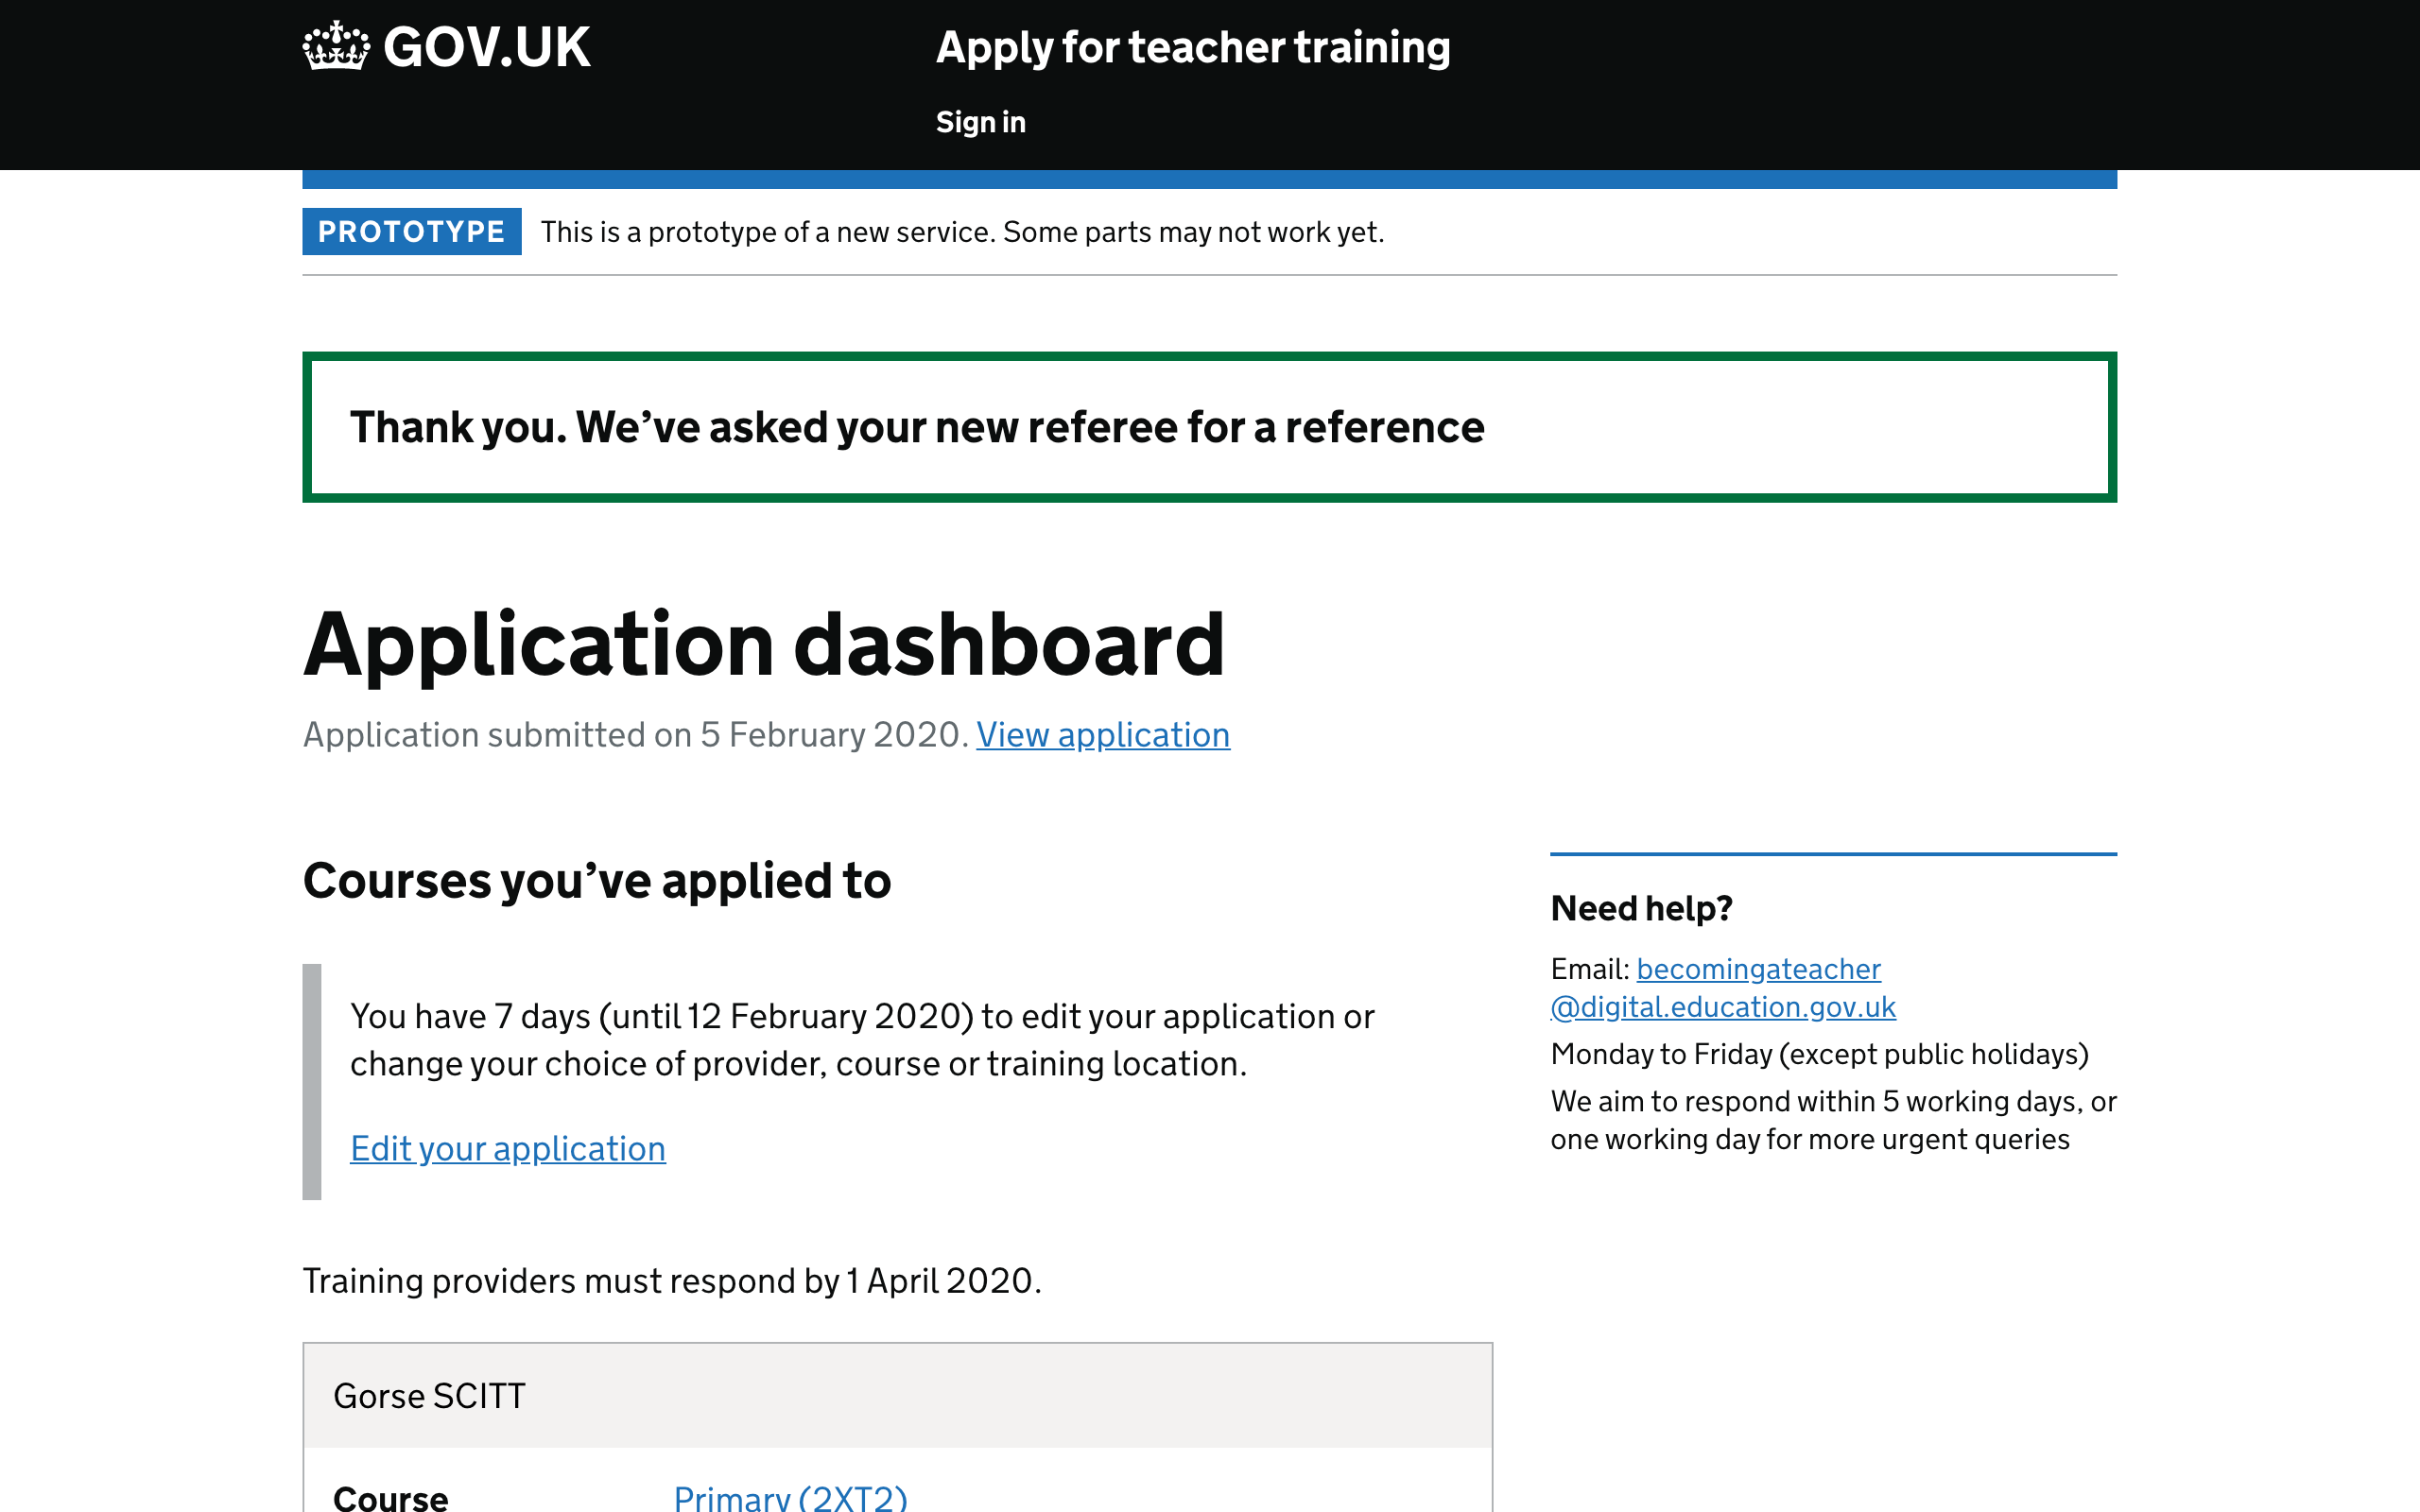 GOV.UK
Apply for teacher training
Sign in
PROTOTYPE
This is a prototype of a new service. Some parts may not work yet.
Thank you. We’ve asked your new referee for a reference
Application dashboard
Application submitted on 5 February 2020. View application
Courses you’ve applied to
You have 7 days (until 12 February 2020) to edit your application or
change your choice of provider, course or training location.
Edit your application
Training providers must respond by 1 April 2020.
Gorse SCITT
Course
Primary (2XT2)
Need help?
Email: becomingateacher
@digital.education.gov.uk
Monday to Friday (except public holidays)
We aim to respond within 5 working days, or
one working day for more urgent queries